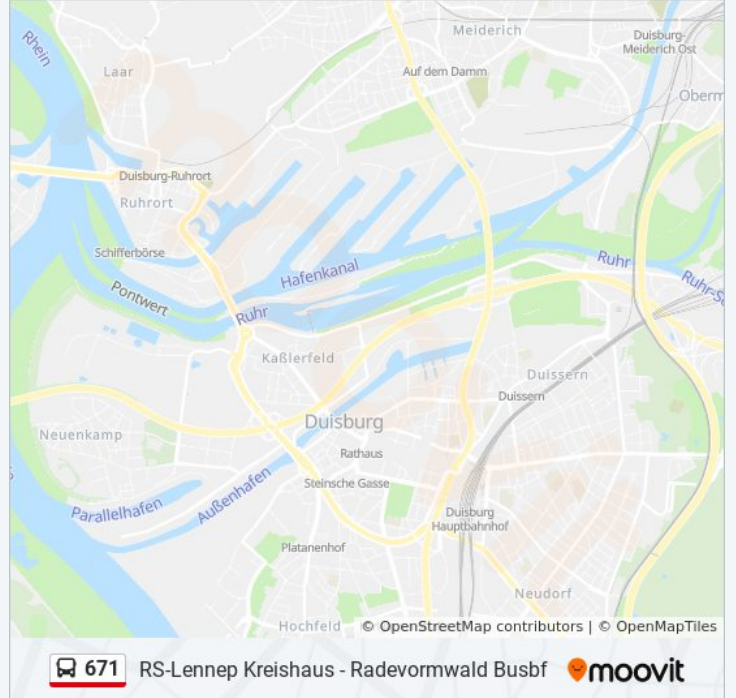 Rhein
Meiderich
Duisburg-
Meiderich Ost
Laar
Auf dem Damm
Oberm
Duisburg-Ruhrort
Ruhrort
Schifferbörse
Hafenkanal
Ruhr
Pontwert
Ruhr-S
Ruhr
Kaßlerfeld
Duissern
Duissern
Duisburg
Neuenkamp
Rathaus
Steinsche Gasse
Außenhafen
Parallelhafen
Duisburg
Hauptbahnhof
Platanenhof
Neudorf
Hochfeld
© OpenStreetMap contributors | © OpenMapTiles
671 RS-Lennep Kreishaus - Radevormwald Busbf moovit